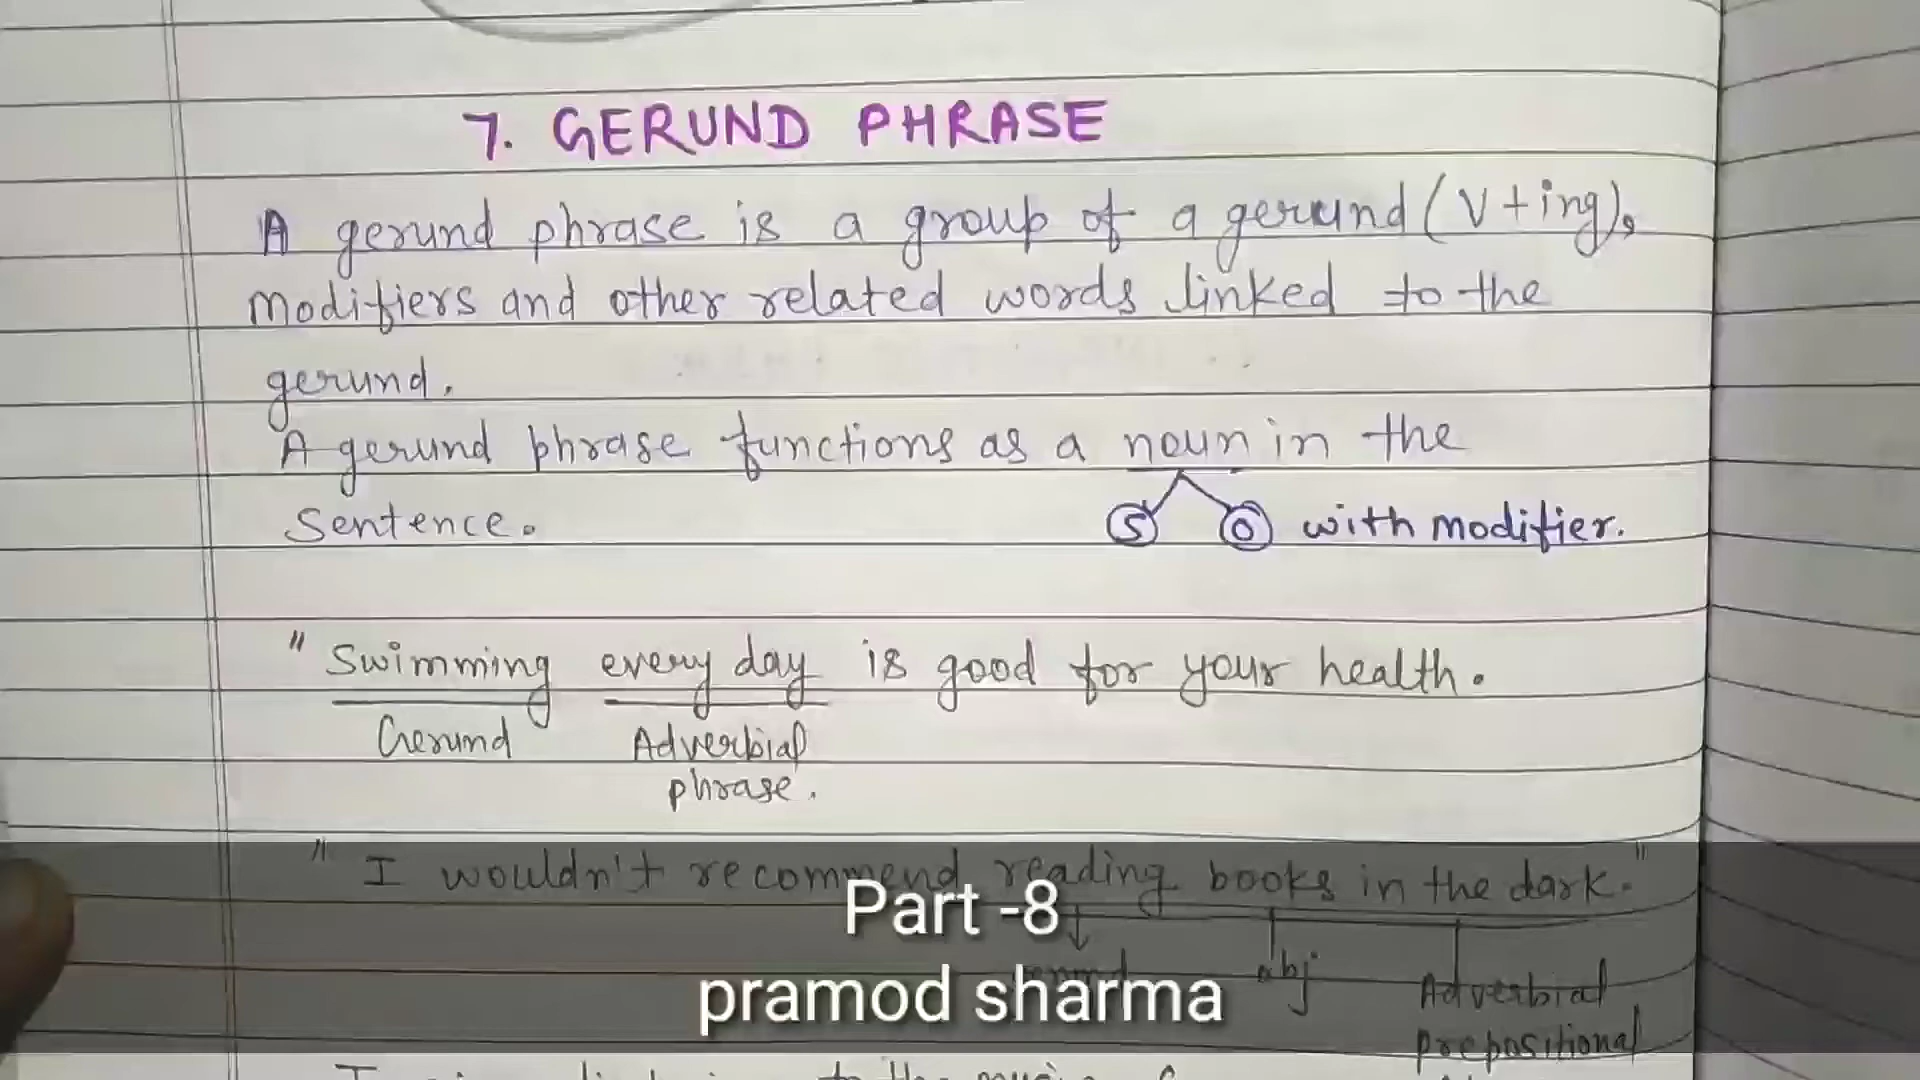 7. GERUND PHRASE
A gerund phrase is a group of a gerund (V+ing),
modifiers and other related words linked to the
gerund.
A gerund phrase functions as a noun in the
Sentence.
S O with modifier.
" Swimming every day is good for your health.
Gerund Adverbial
phrase.
" I wouldn't recommend reading books in the dark."
Part -8
obj Adverbial
pramod sharma
prepositional